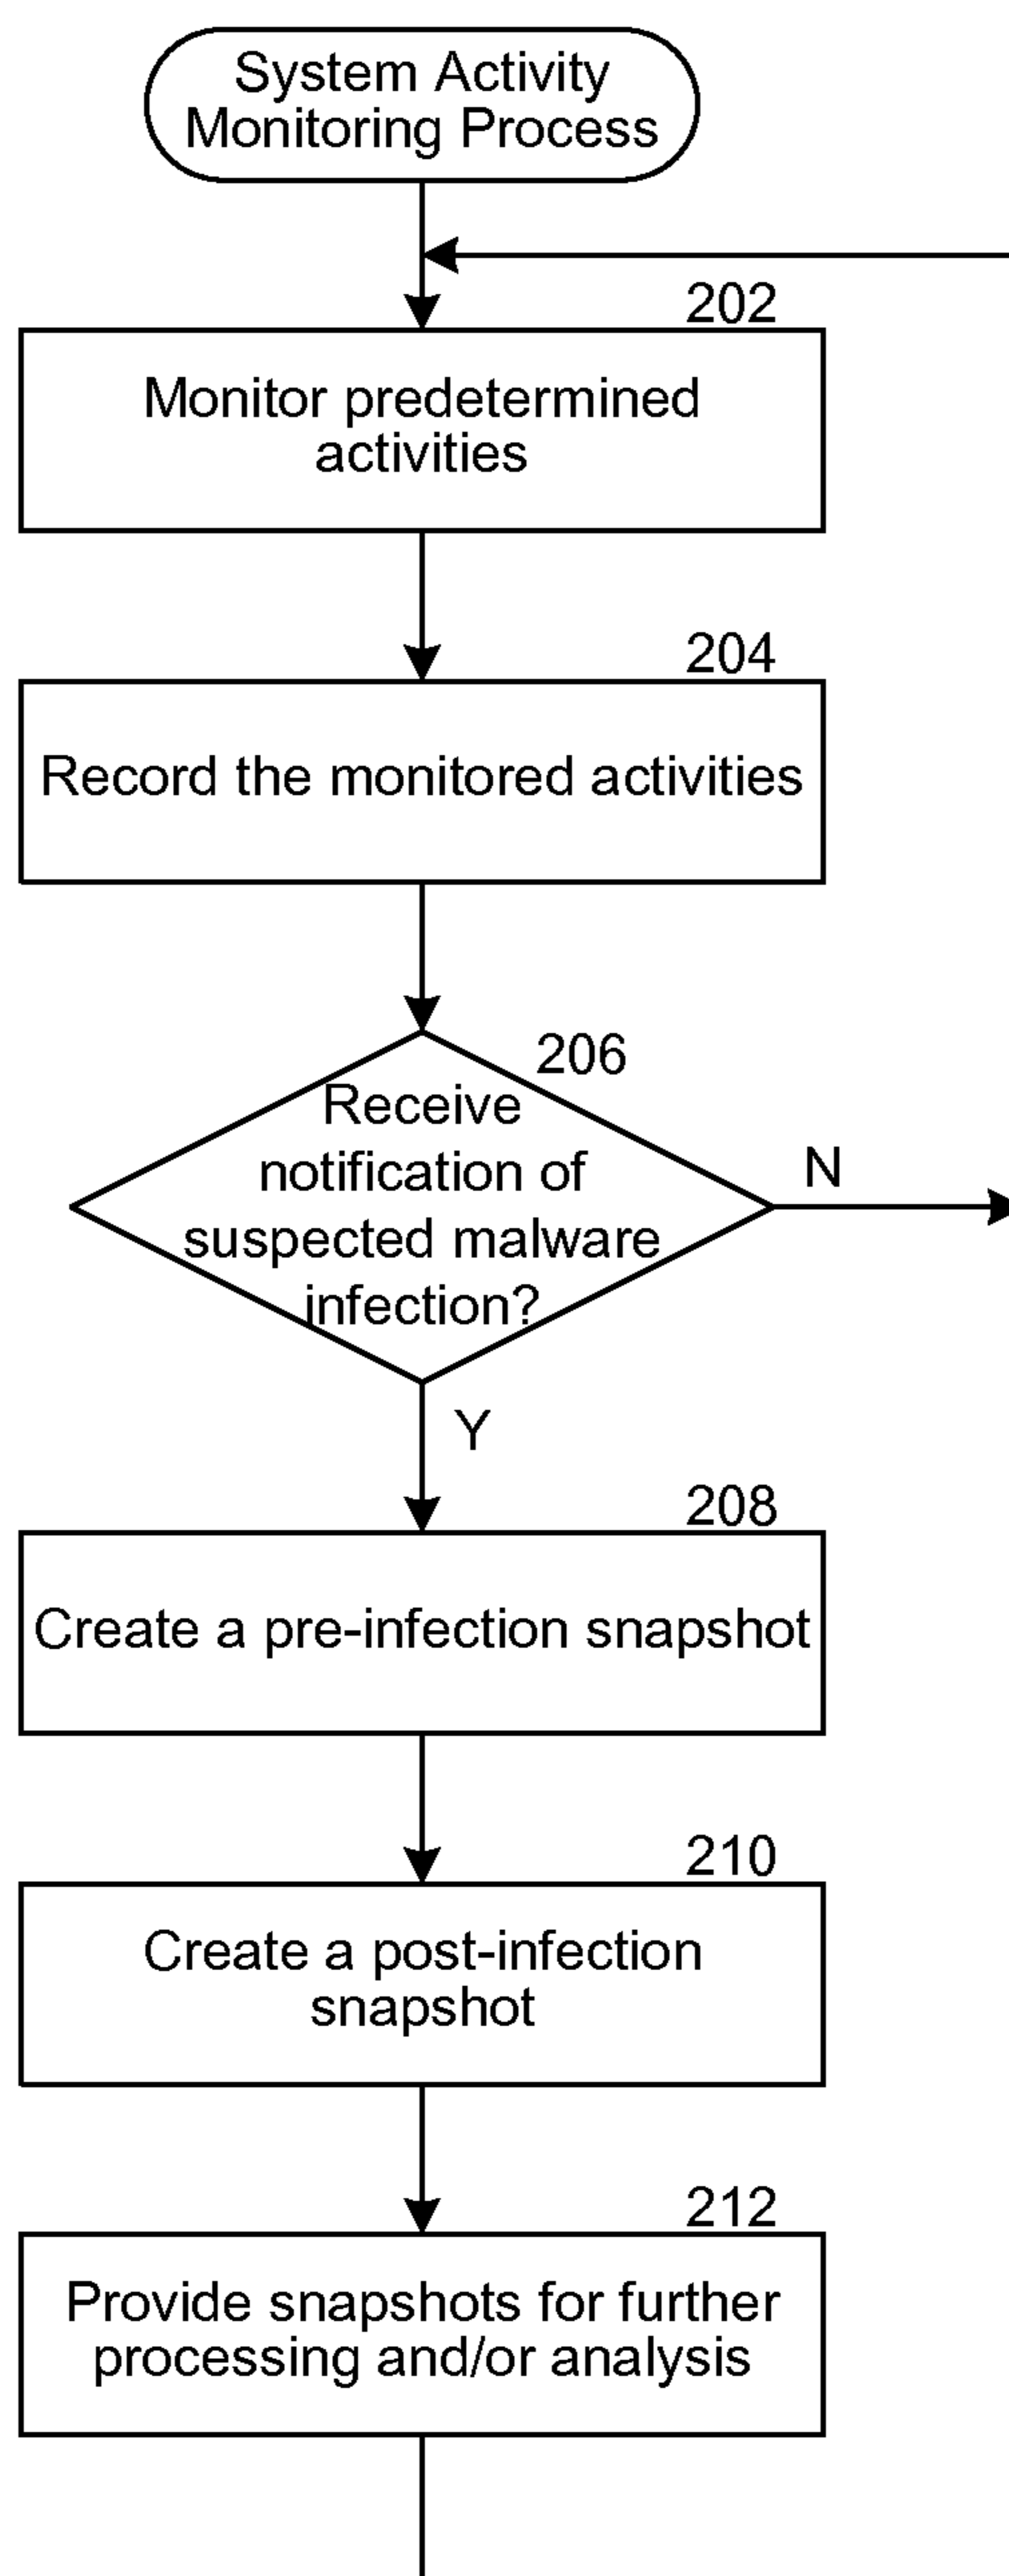 System Activity
Monitoring Process
202
Monitor predetermined
activities
204
Record the monitored activities
206
Receive
notification of
suspected malware
infection?
N
Y
208
Create a pre-infection snapshot
210
Create a post-infection
snapshot
212
Provide snapshots for further
processing and/or analysis